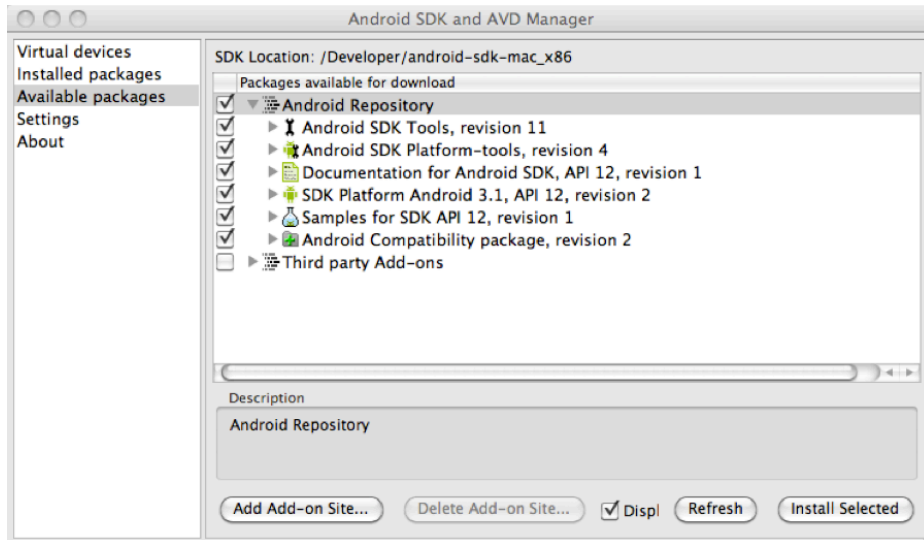 Android SDK and AVD Manager
Virtual devices
Installed packages
Available packages
Settings
About
SDK Location: /Developer/android-sdk-mac_x86
Packages available for download
Android Repository
Android SDK Tools, revision 11
Android SDK Platform-tools, revision 4
Documentation for Android SDK, API 12, revision 1
SDK Platform Android 3.1, API 12, revision 2
Samples for SDK API 12, revision 1
Android Compatibility package, revision 2
Third party Add-ons
Description
Android Repository
Add Add-on Site... Delete Add-on Site... Displ Refresh Install Selected